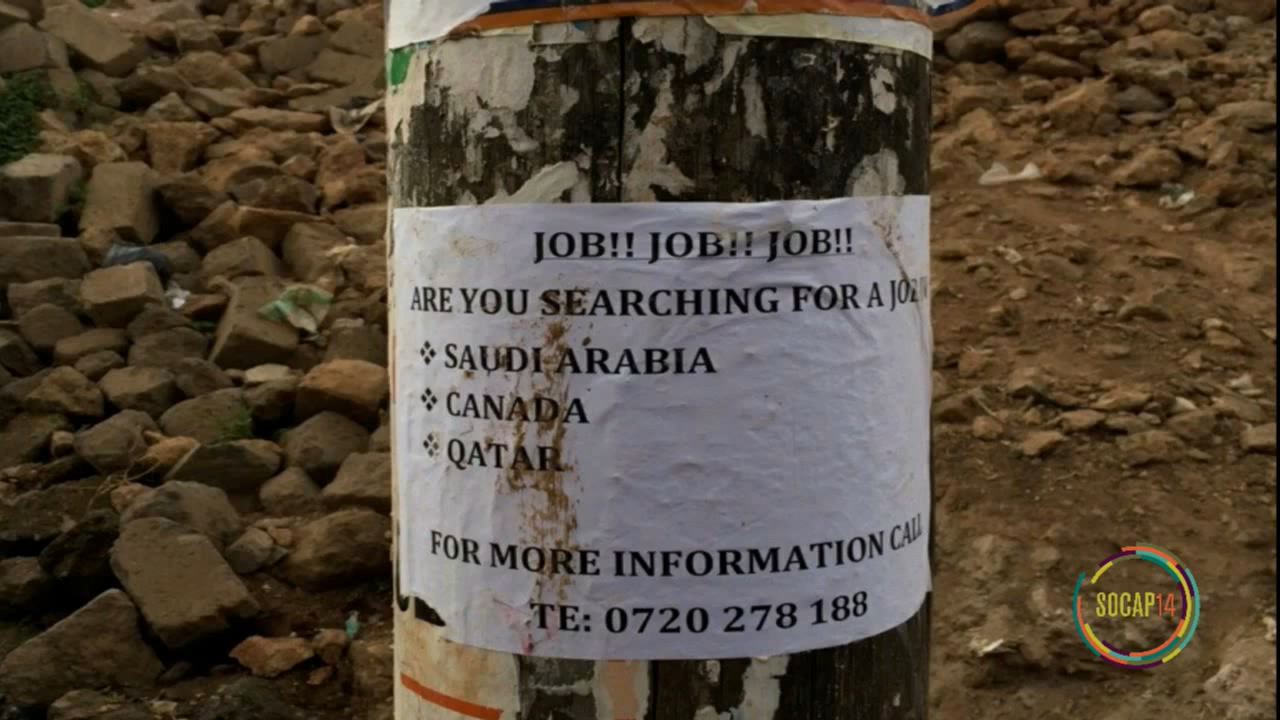 JOB!! JOB!! JOB!!
ARE YOU SEARCHING FOR A JOB
❖ SAUDI ARABIA
❖ CANADA
❖ QATAR
FOR MORE INFORMATION CALL
TE: 0720 278 188
SOCAP14